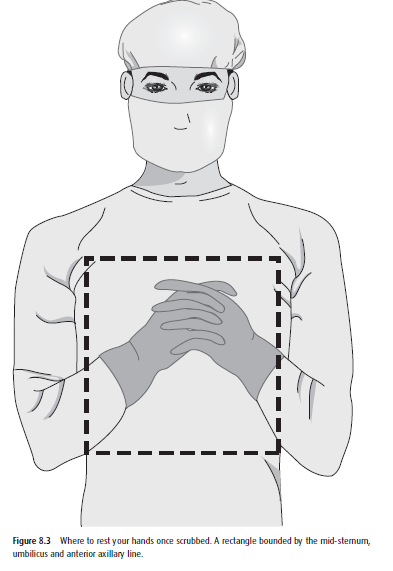 Figure 8.3 Where to rest your hands once scrubbed. A rectangle bounded by the mid-sternum,
umbilicus and anterior axillary line.